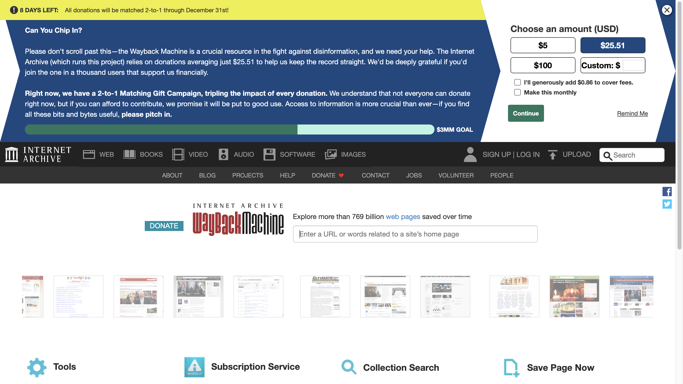 8 DAYS LEFT: All donations will be matched 2-to-1 through December 31st!
Can You Chip In?
Please don't scroll past this—the Wayback Machine is a crucial resource in the fight against disinformation, and we need your help. The Internet
Archive (which runs this project) relies on donations averaging just $25.51 to help us keep the record straight. We'd be deeply grateful if you'd
join the one in a thousand users that support us financially.
Right now, we have a 2-to-1 Matching Gift Campaign, tripling the impact of every donation. We understand that not everyone can donate
right now, but if you can afford to contribute, we promise it will be put to good use. Access to information is more crucial than ever—if you find
all these bits and bytes useful, please pitch in.
$3MM GOAL
Choose an amount (USD)
$5
$25.51
$100
Custom: $
I'll generously add $0.86 to cover fees.
Make this monthly
Continue
Remind Me
INTERNET
ARCHIVE
WEB
BOOKS
VIDEO
AUDIO
SOFTWARE
IMAGES
SIGN UP | LOG IN
UPLOAD
Search
ABOUT
BLOG
PROJECTS
HELP
DONATE
CONTACT
JOBS
VOLUNTEER
PEOPLE
DONATE
INTERNET ARCHIVE
WayBackMachine
Explore more than 769 billion web pages saved over time
Enter a URL or words related to a site's home page
Tools
Subscription Service
Collection Search
Save Page Now